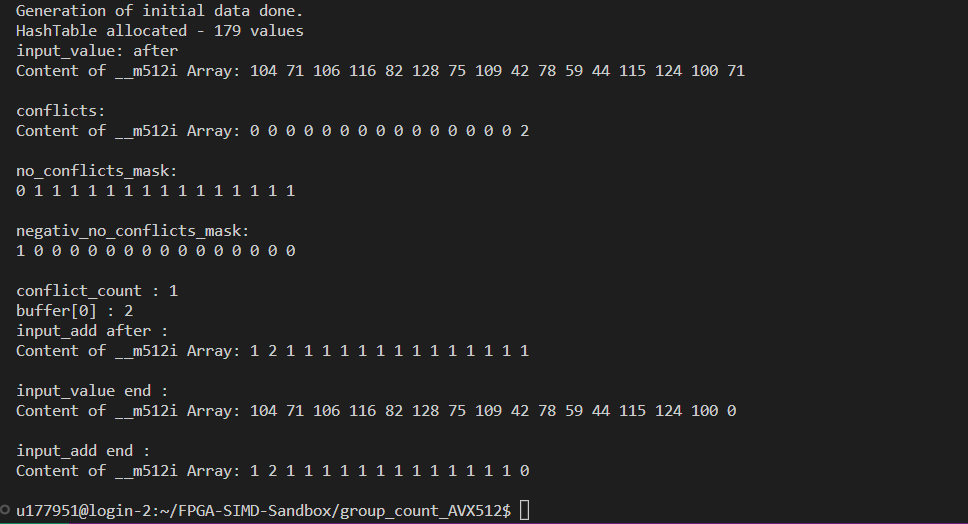 Generation of initial data done.
HashTable allocated - 179 values
input_value: after
Content of __m512i Array: 104 71 106 116 82 128 75 109 42 78 59 44 115 124 100 71
conflicts:
Content of __m512i Array: 0 0 0 0 0 0 0 0 0 0 0 0 0 0 0 2
no_conflicts_mask:
0 1 1 1 1 1 1 1 1 1 1 1 1 1 1 1
negativ_no_conflicts_mask:
1 0 0 0 0 0 0 0 0 0 0 0 0 0 0 0
conflict_count : 1
buffer[0] : 2
input_add after :
Content of __m512i Array: 1 2 1 1 1 1 1 1 1 1 1 1 1 1 1 1
input_value end :
Content of __m512i Array: 104 71 106 116 82 128 75 109 42 78 59 44 115 124 100 0
input_add end :
Content of __m512i Array: 1 2 1 1 1 1 1 1 1 1 1 1 1 1 1 0
u177951@login-2:~/FPGA-SIMD-Sandbox/group_count_AVX512$